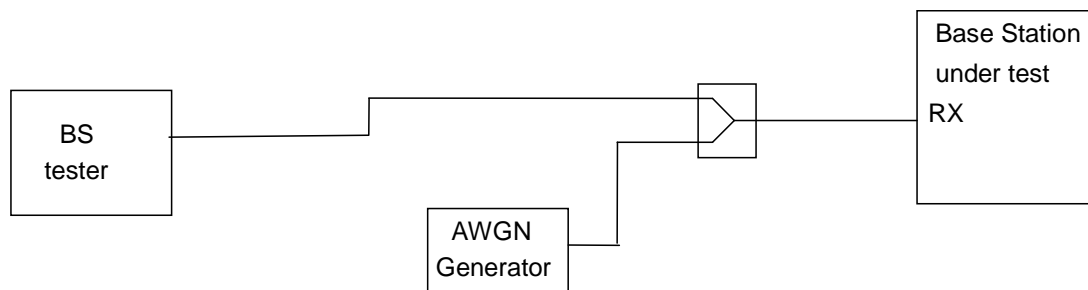 BS
tester
AWGN
Generator
Base Station
under test
RX